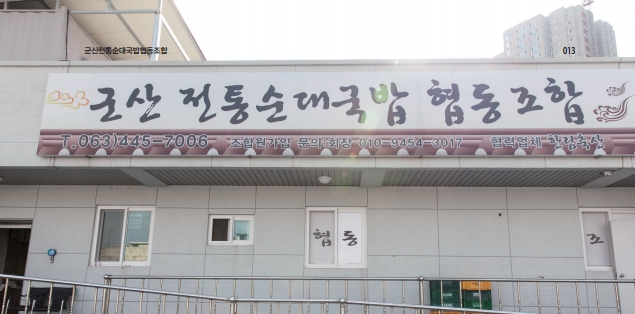 군산전통순대국밥협동조합
013
군산 전통순대국밥 협동조합
T. 063)445-7006 조합원가입 문의:회장 010-9454-3017 협력업체 한림축산
협동
조